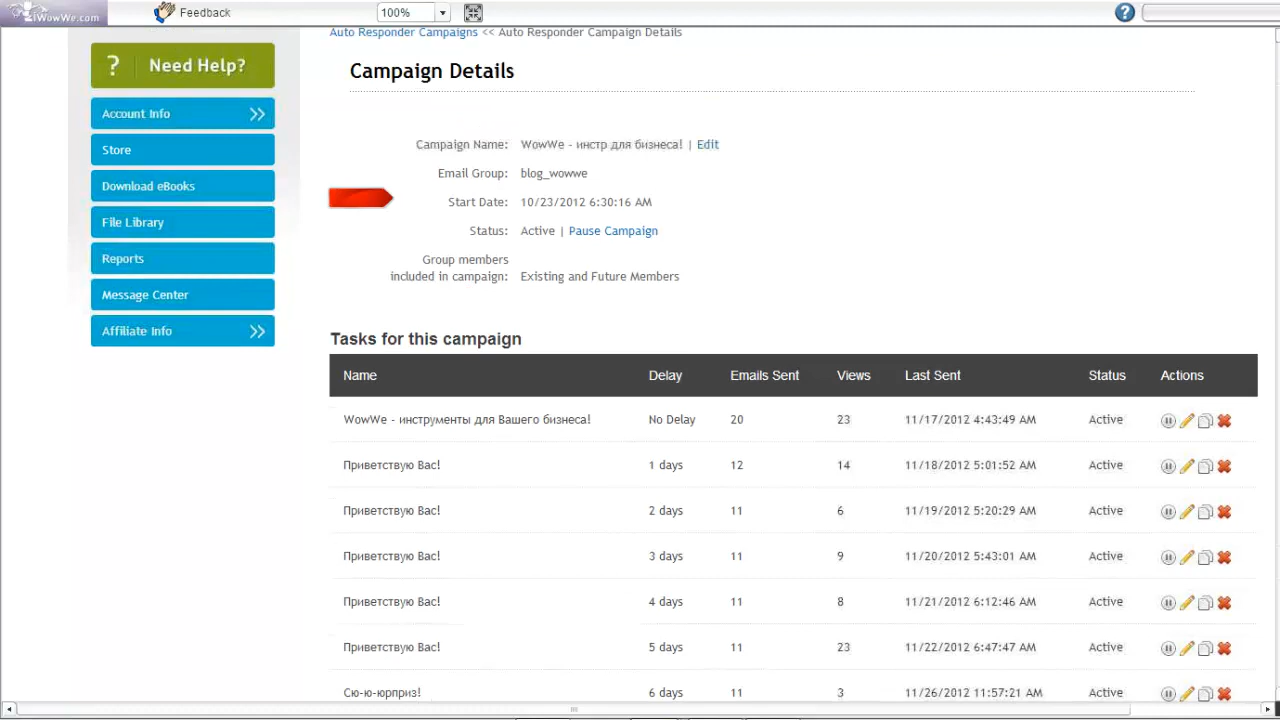 iWowWe.com
Feedback
100%
?
Auto Responder Campaigns << Auto Responder Campaign Details
? Need Help?
Account Info >>
Store
Download eBooks
File Library
Reports
Message Center
Affiliate Info >>
Campaign Details
Campaign Name: WowWe - инстр для бизнеса! | Edit
Email Group: blog_wowwe
Start Date: 10/23/2012 6:30:16 AM
Status: Active | Pause Campaign
Group members
included in campaign: Existing and Future Members
Tasks for this campaign
Name Delay Emails Sent Views Last Sent Status Actions
WowWe - инструменты для Вашего бизнеса! No Delay 20 23 11/17/2012 4:43:49 AM Active
Приветствую Вас! 1 days 12 14 11/18/2012 5:01:52 AM Active
Приветствую Вас! 2 days 11 6 11/19/2012 5:20:29 AM Active
Приветствую Вас! 3 days 11 9 11/20/2012 5:43:01 AM Active
Приветствую Вас! 4 days 11 8 11/21/2012 6:12:46 AM Active
Приветствую Вас! 5 days 11 23 11/22/2012 6:47:47 AM Active
Сю-ю-юрприз! 6 days 11 3 11/26/2012 11:57:21 AM Active